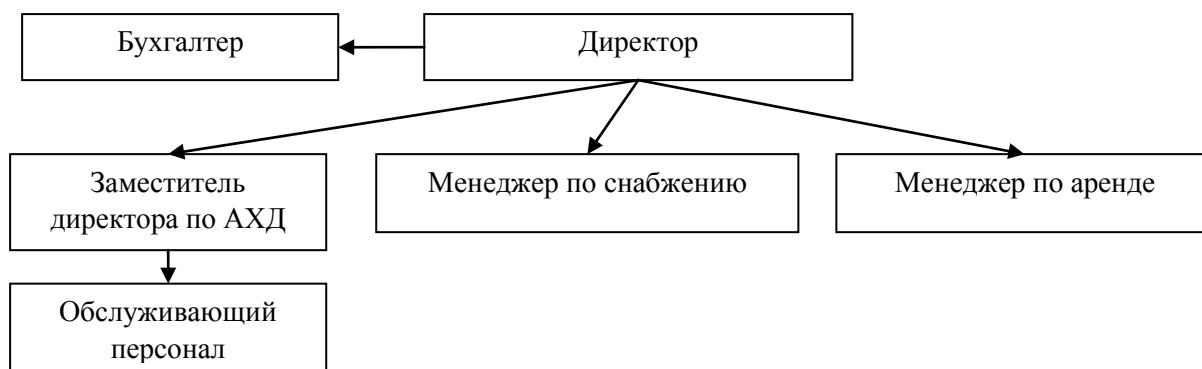 Бухгалтер
Директор
Заместитель
директора по АХД
Менеджер по снабжению
Менеджер по аренде
Обслуживающий
персонал